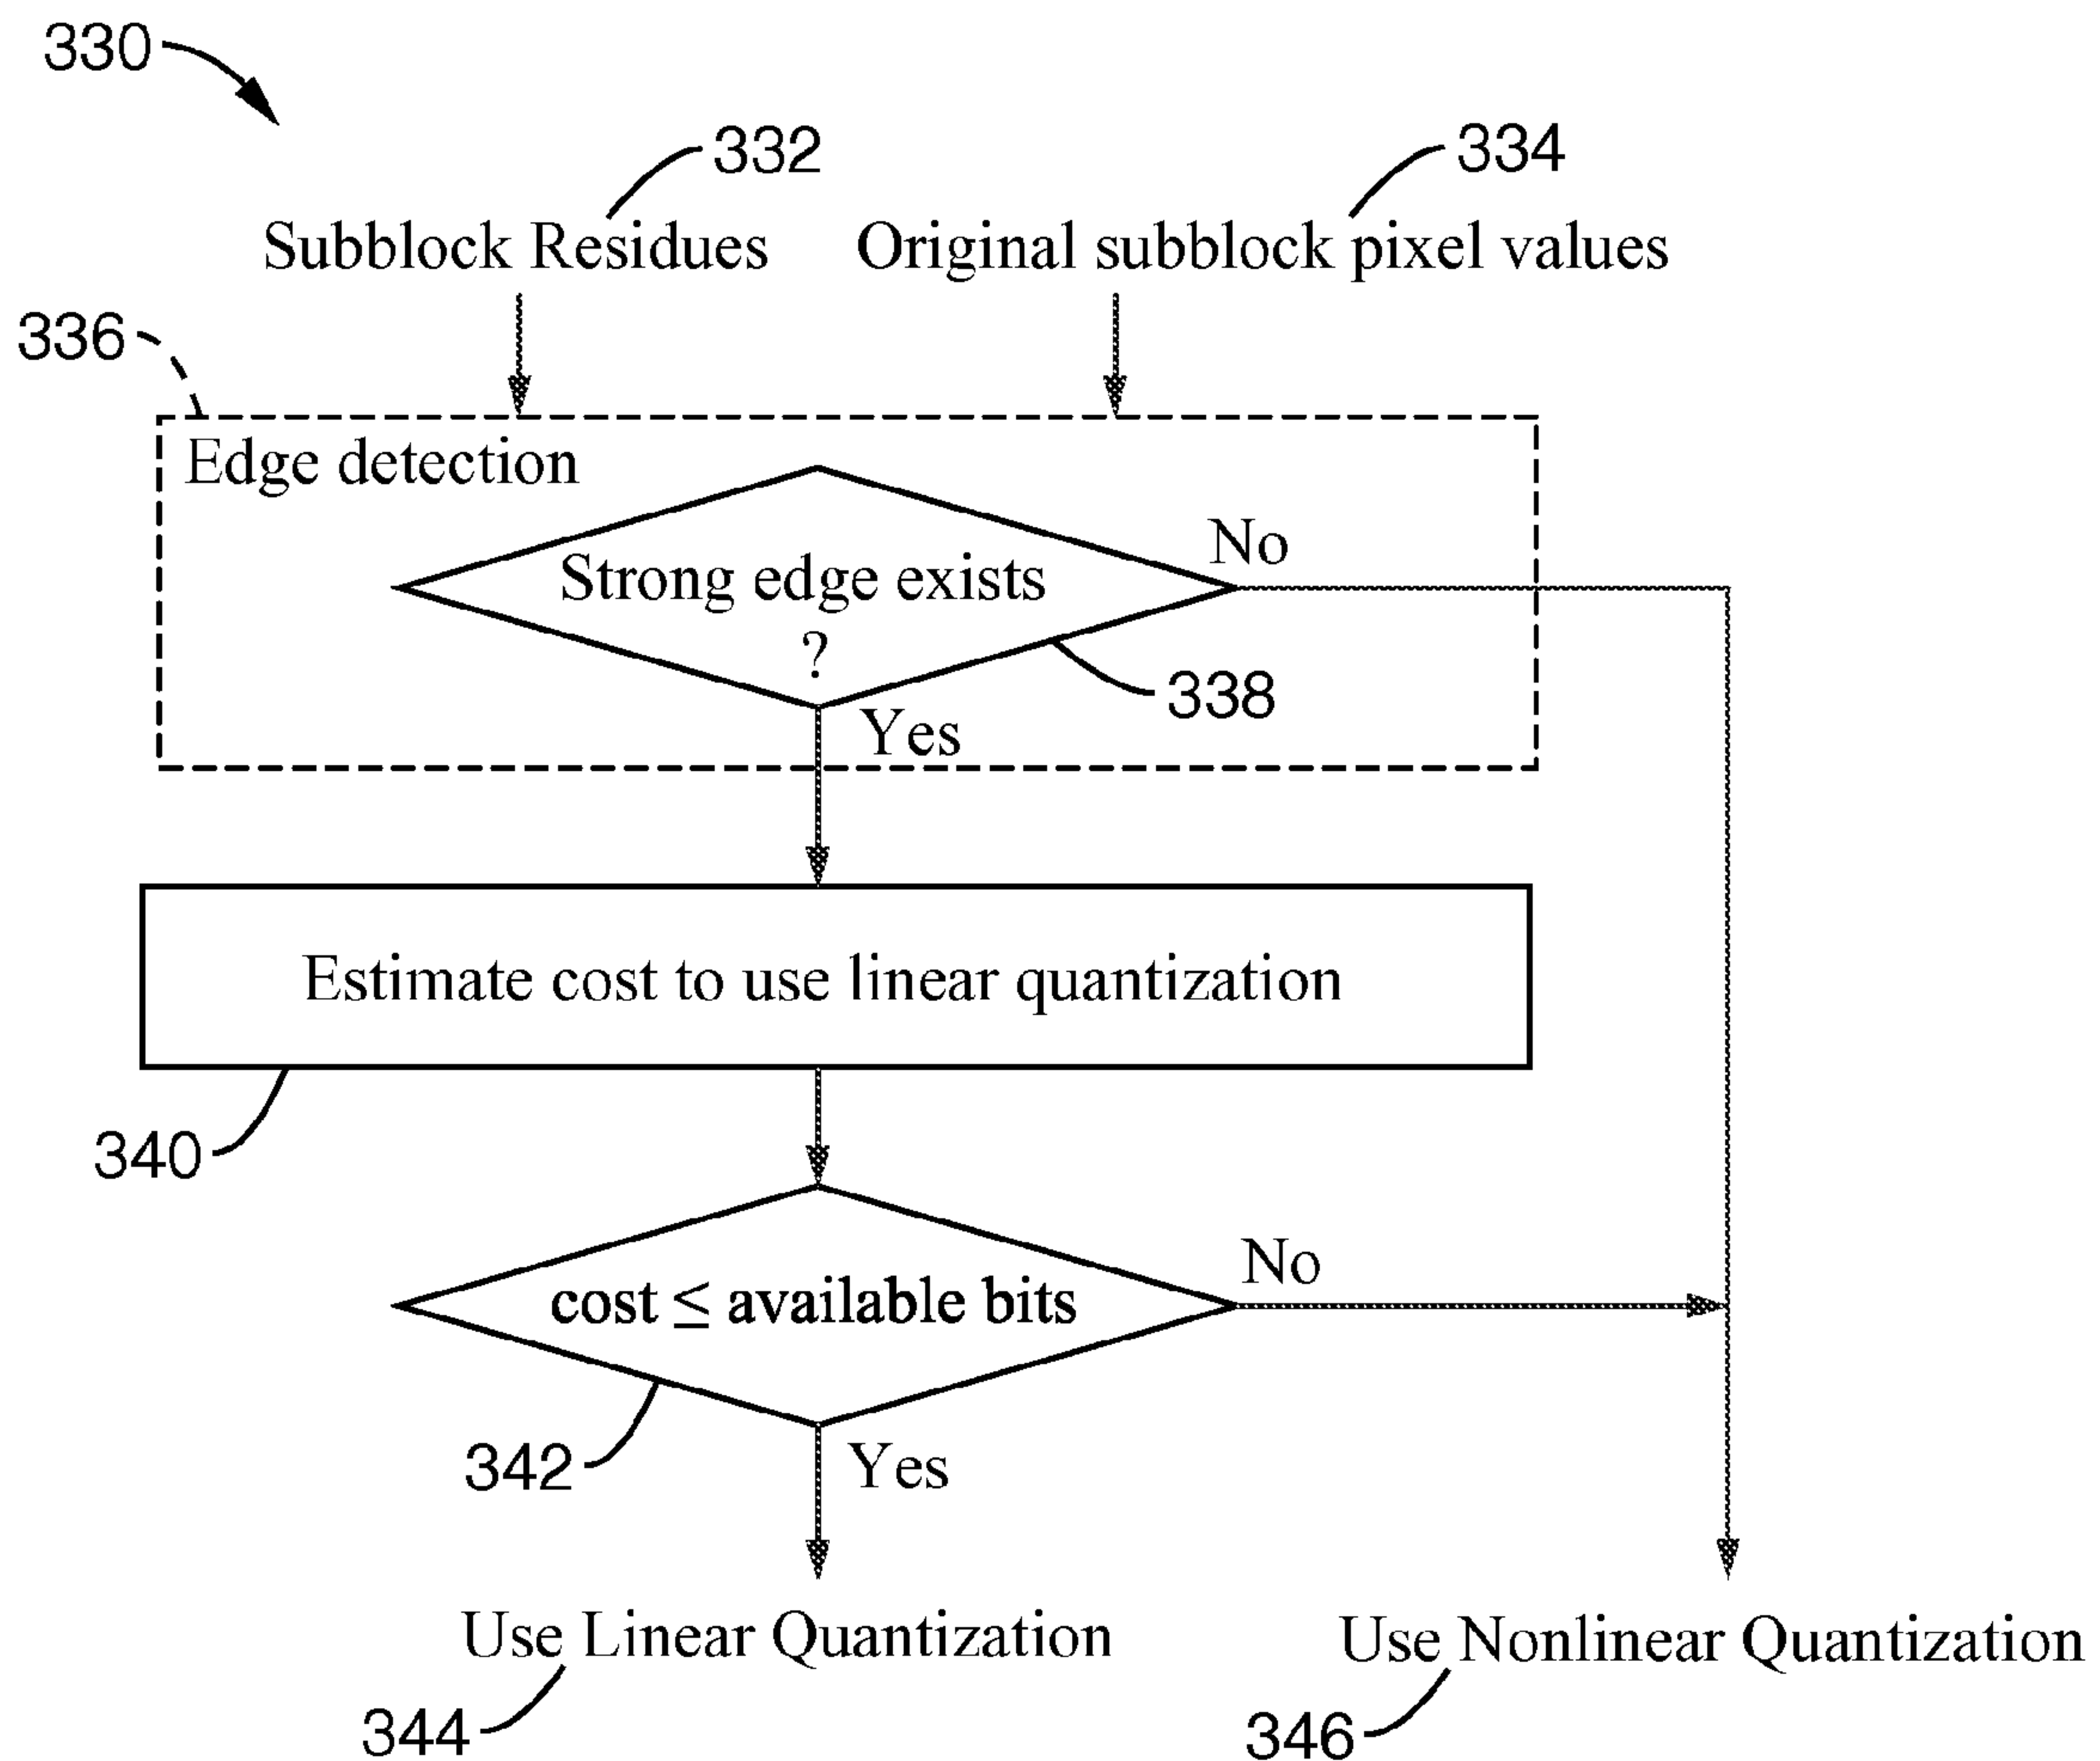 330
332
334
Subblock Residues
Original subblock pixel values
336
Edge detection
No
Strong edge exists
?
338
Yes
Estimate cost to use linear quantization
340
No
cost ≤ available bits
342
Yes
Use Linear Quantization
Use Nonlinear Quantization
344
346